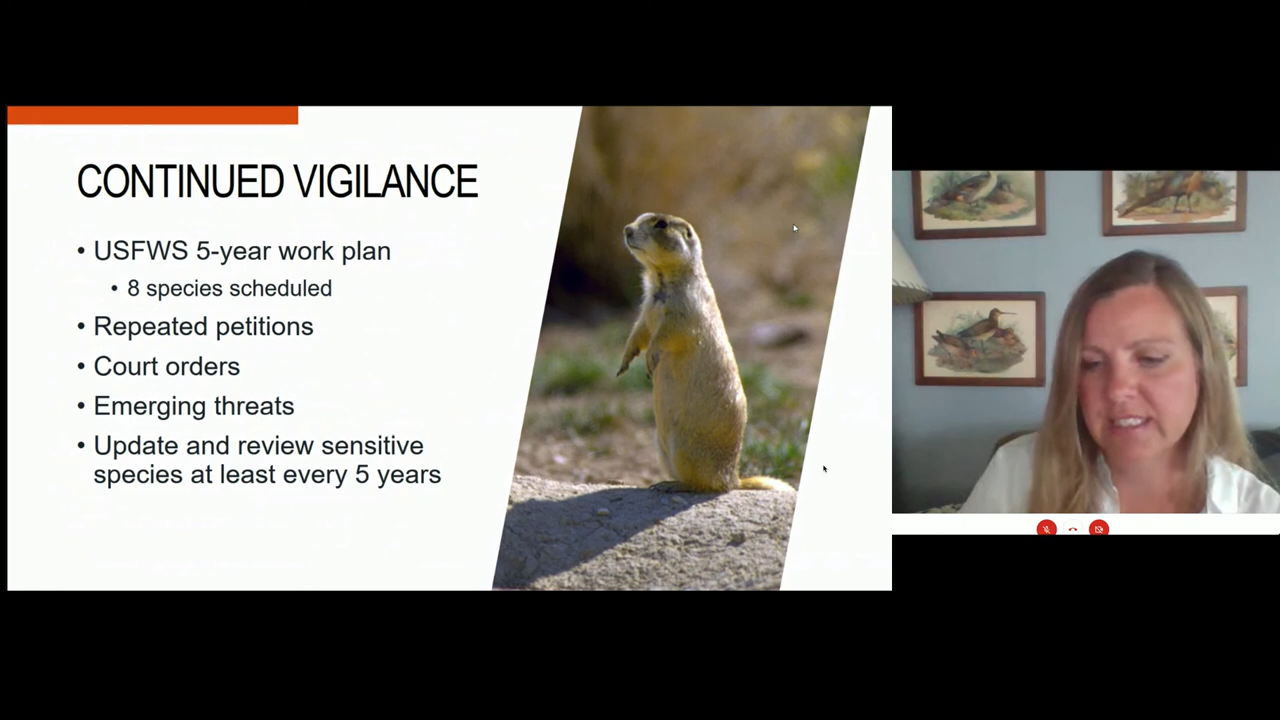 CONTINUED VIGILANCE
• USFWS 5-year work plan
• 8 species scheduled
• Repeated petitions
• Court orders
• Emerging threats
• Update and review sensitive
species at least every 5 years